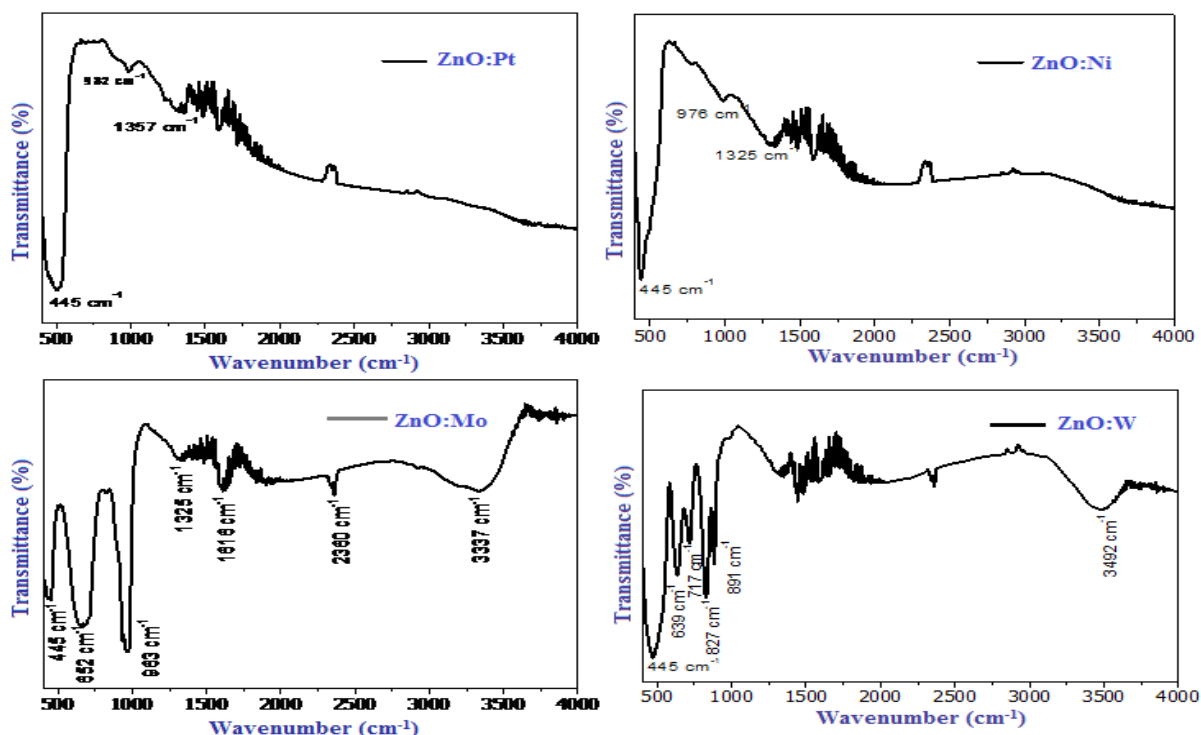 ZnO:Pt
Transmittance (%)
982 cm-1
1357 cm-1
445 cm-1
500 1000 1500 2000 2500 3000 3500 4000
Wavenumber (cm-1)
ZnO:Ni
Transmittance (%)
976 cm-1
1325 cm-1
445 cm-1
500 1000 1500 2000 2500 3000 3500 4000
Wavenumber (cm-1)
ZnO:Mo
Transmittance (%)
445 cm-1
652 cm-1
963 cm-1
1325 cm-1
1616 cm-1
2360 cm-1
3337 cm-1
500 1000 1500 2000 2500 3000 3500 4000
Wavenumber (cm-1)
ZnO:W
Transmittance (%)
445 cm-1
639 cm-1
717 cm-1
827 cm-1
891 cm-1
3492 cm-1
500 1000 1500 2000 2500 3000 3500 4000
Wavenumber (cm-1)